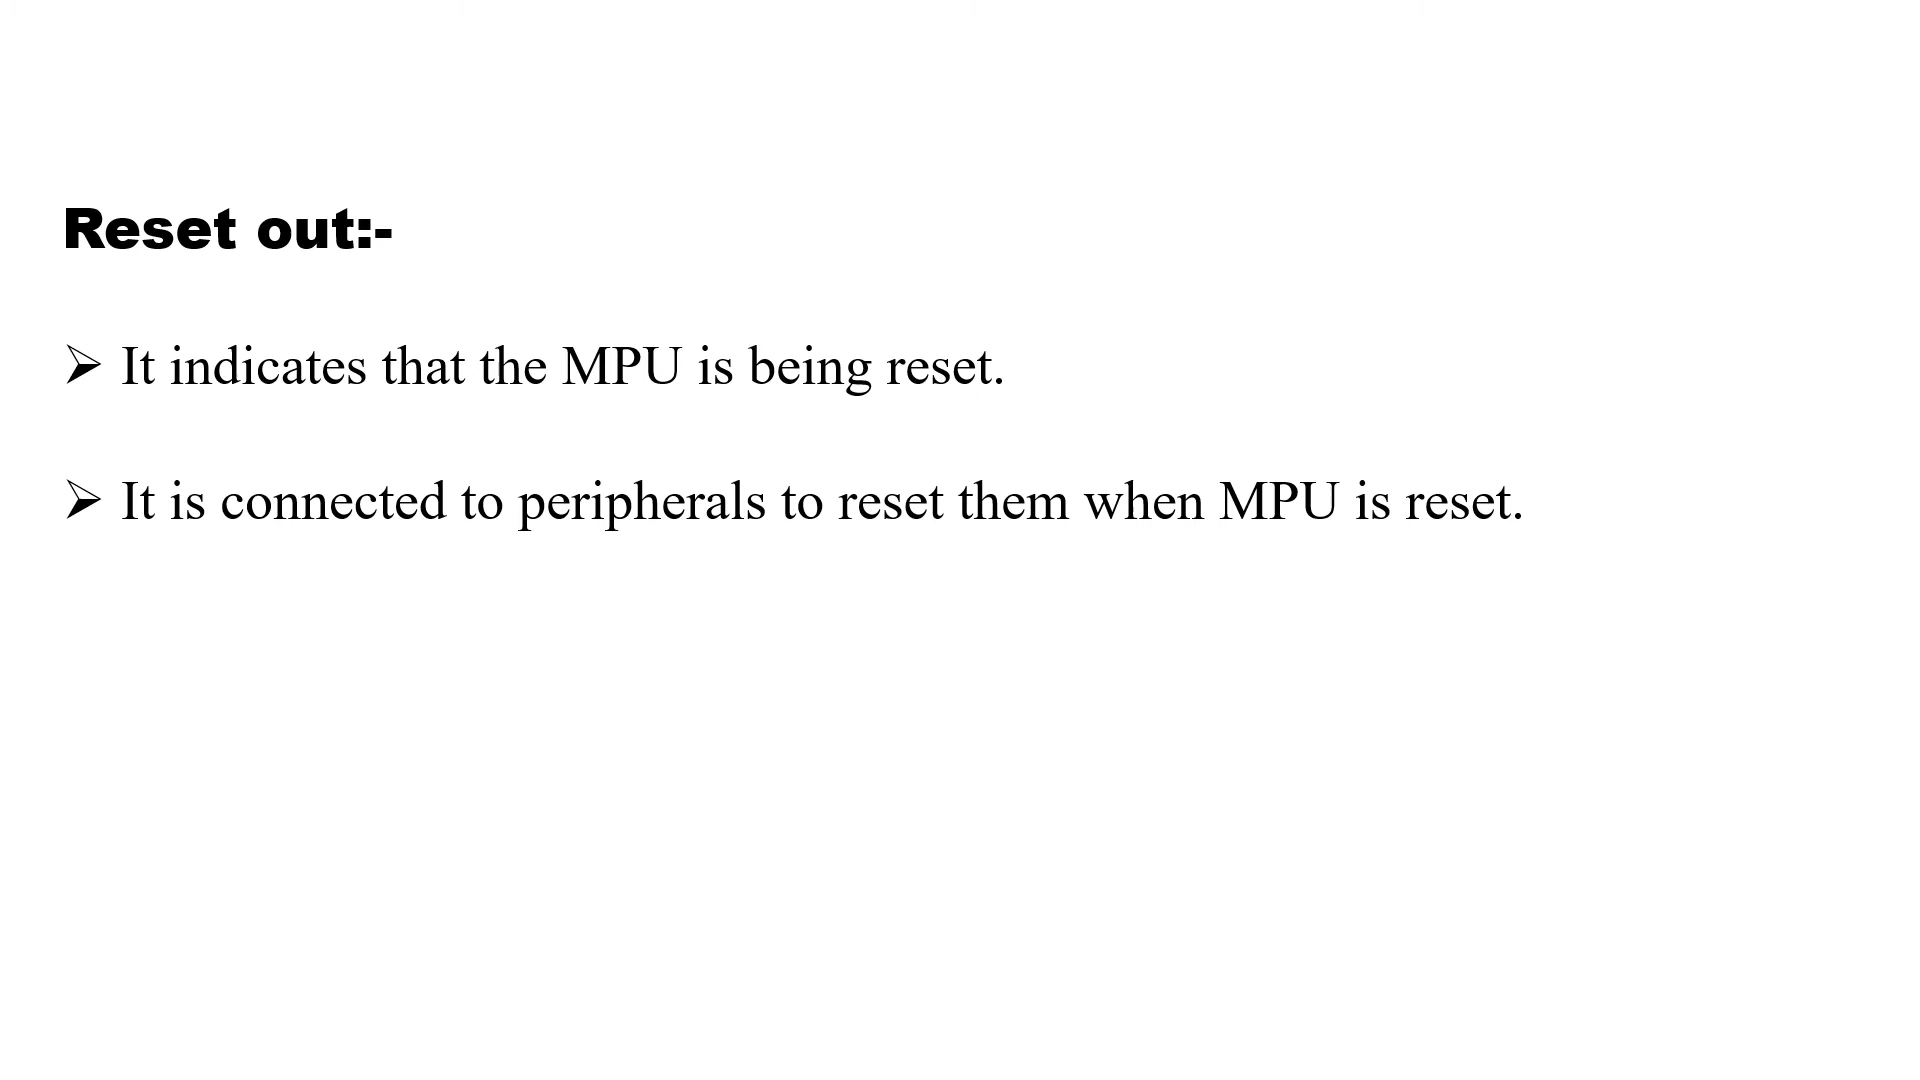 Reset out:-
➢ It indicates that the MPU is being reset.
➢ It is connected to peripherals to reset them when MPU is reset.